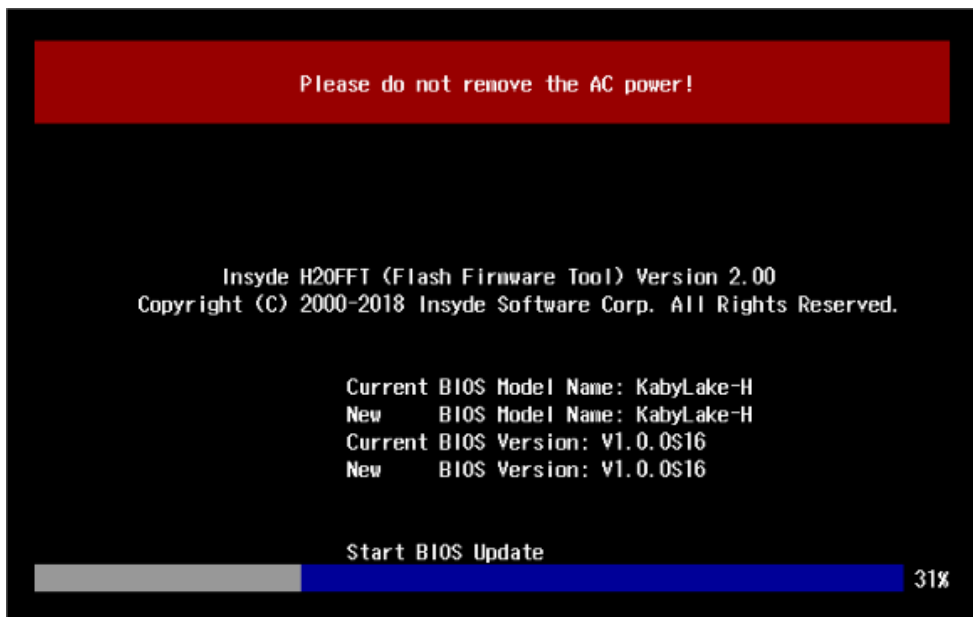 Please do not remove the AC power!
Insyde H2OFFT (Flash Firmware Tool) Version 2.00
Copyright (C) 2000-2018 Insyde Software Corp. All Rights Reserved.
Current BIOS Model Name: KabyLake-H
New BIOS Model Name: KabyLake-H
Current BIOS Version: V1.0.0S16
New BIOS Version: V1.0.0S16
Start BIOS Update
31%